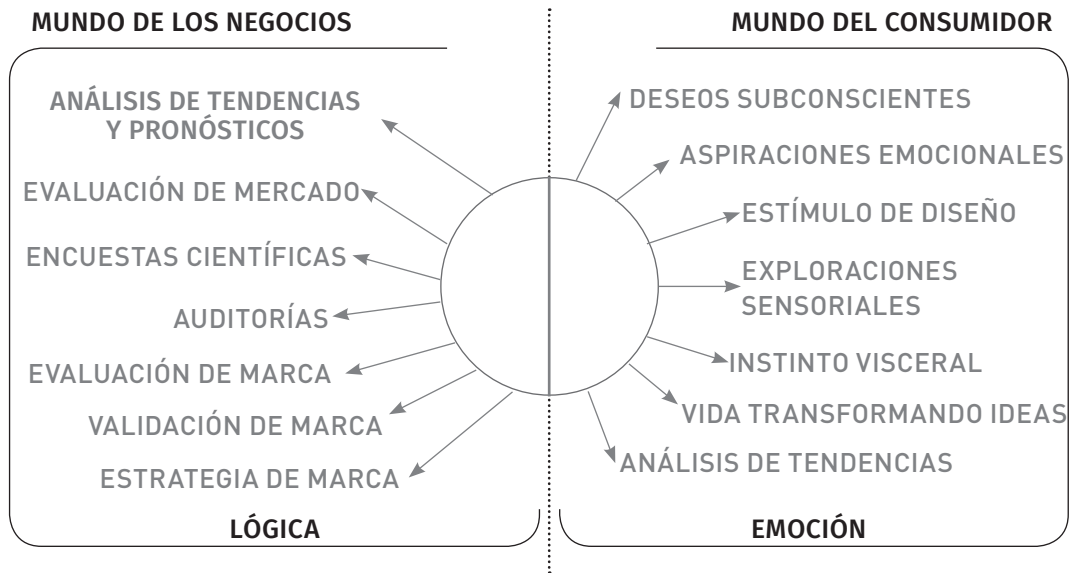 MUNDO DE LOS NEGOCIOS
ANÁLISIS DE TENDENCIAS
Y PRONÓSTICOS
EVALUACIÓN DE MERCADO
ENCUESTAS CIENTÍFICAS
AUDITORÍAS
EVALUACIÓN DE MARCA
VALIDACIÓN DE MARCA
ESTRATEGIA DE MARCA
LÓGICA
MUNDO DEL CONSUMIDOR
DESEOS SUBCONSCIENTES
ASPIRACIONES EMOCIONALES
ESTÍMULO DE DISEÑO
EXPLORACIONES
SENSORIALES
INSTINTO VISCERAL
VIDA TRANSFORMANDO IDEAS
ANÁLISIS DE TENDENCIAS
EMOCIÓN